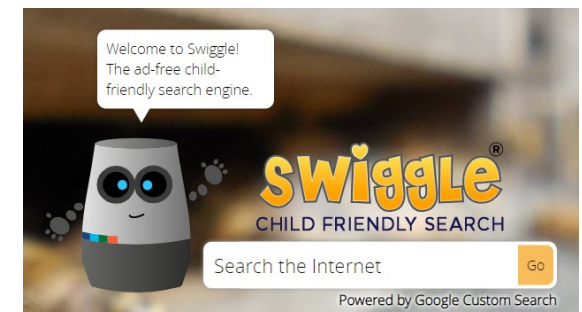 Welcome to Swiggle!
The ad-free child-
friendly search engine.
SWiGGLE®
CHILD FRIENDLY SEARCH
Search the Internet
Go
Powered by Google Custom Search